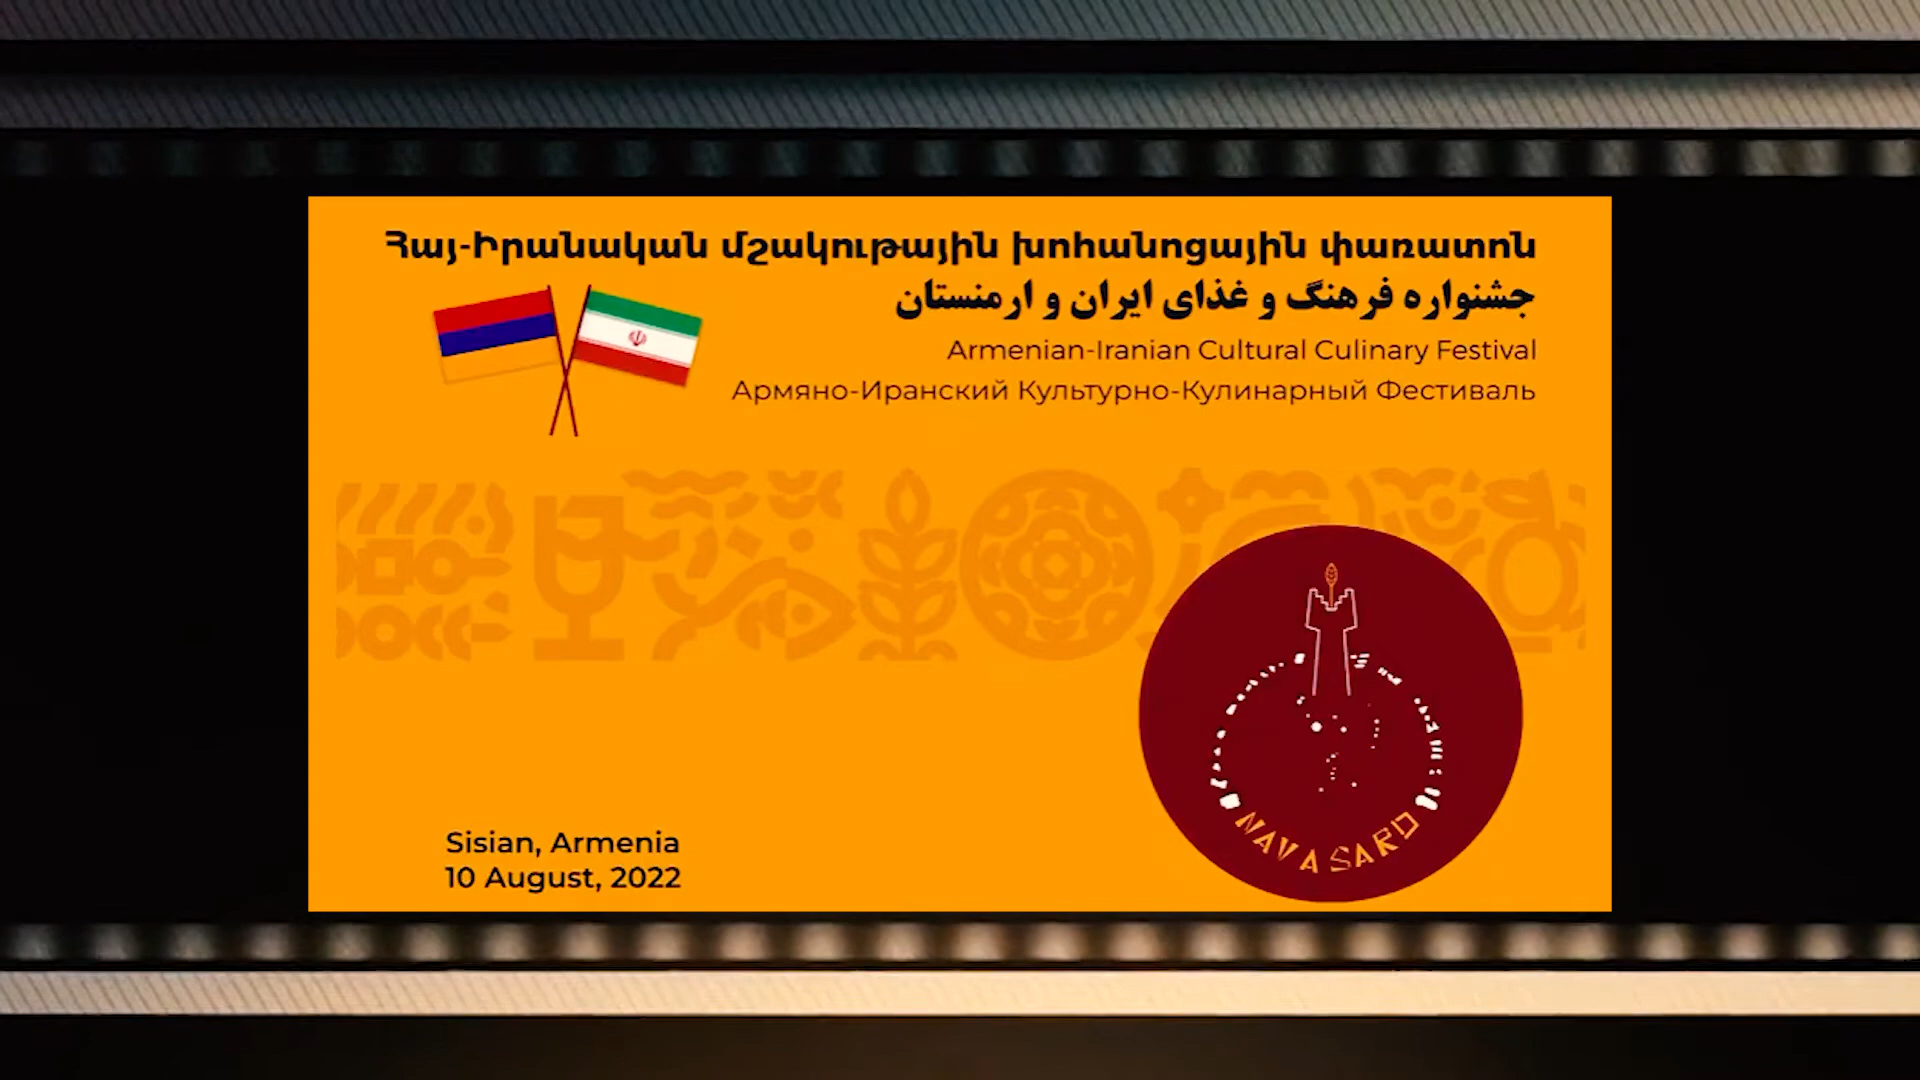 Հայ-Իրանական մշակութային խոհանոցային փառատոն
جشنواره فرهنگ و غذای ایران و ارمنستان
Armenian-Iranian Cultural Culinary Festival
Армяно-Иранский Культурно-Кулинарный Фестиваль
NAVASARD
Sisian, Armenia
10 August, 2022